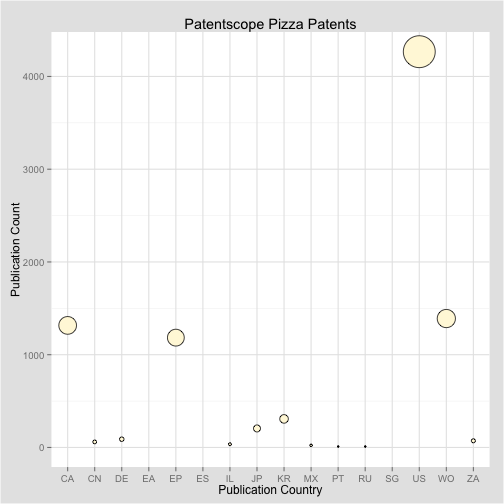 Patentscope Pizza Patents
Publication Count
4000
3000
2000
1000
0
CA CN DE EA EP ES IL JP KR MX PT RU SG US WO ZA
Publication Country